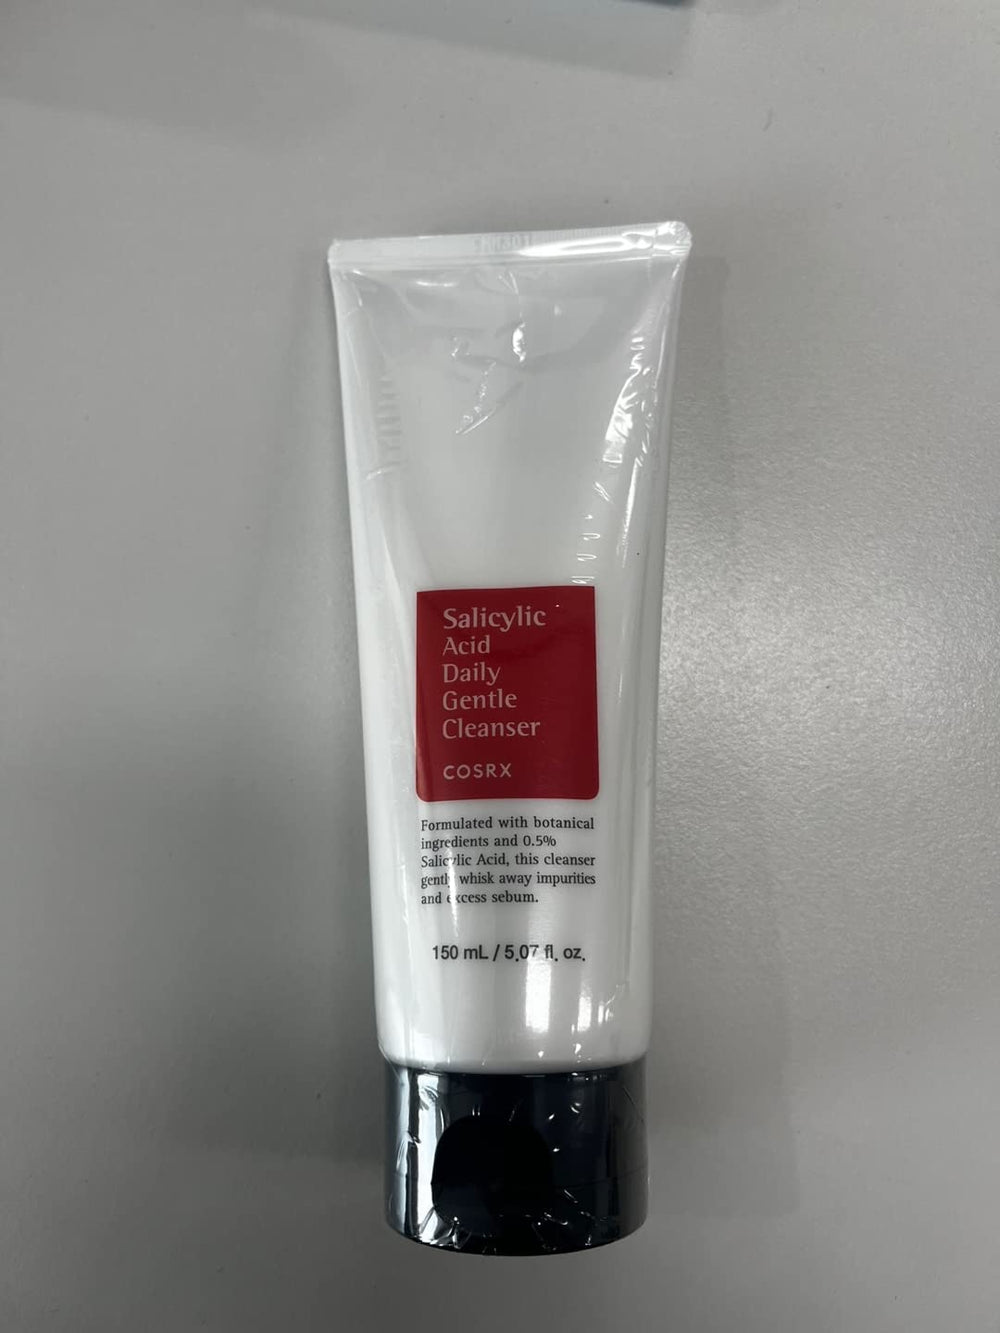 Salicylic
Acid
Daily
Gentle
Cleanser
COSRX
Formulated with botanical
ingredients and 0.5%
Salicylic Acid, this cleanser
gently whisk away impurities
and excess sebum.
150 mL / 5.07 fl. oz.